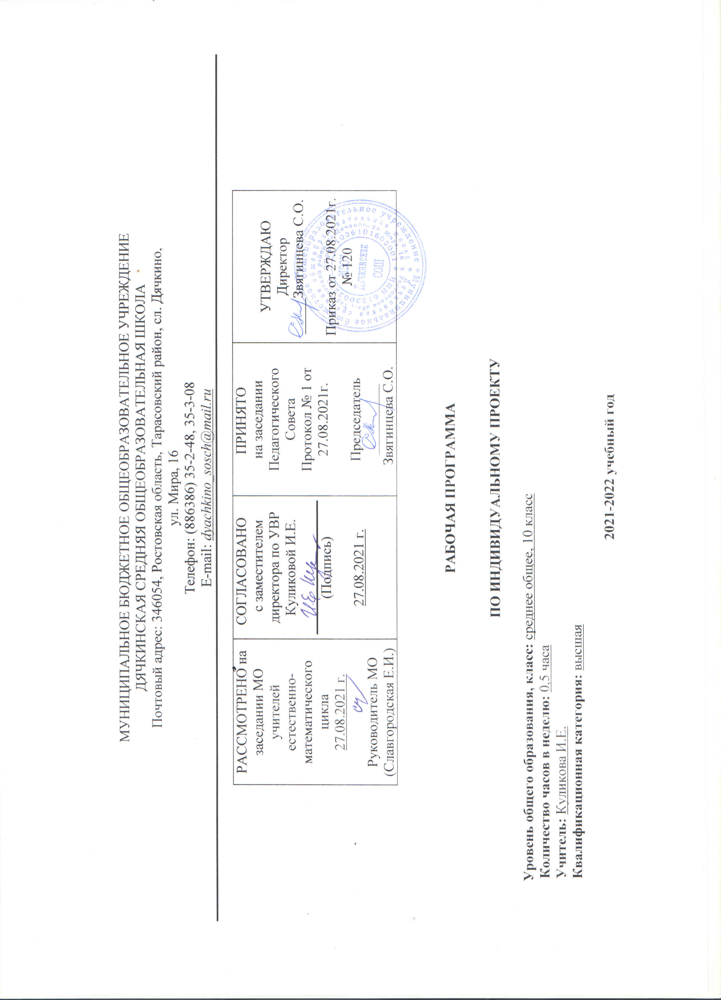 МУНИЦИПАЛЬНОЕ БЮДЖЕТНОЕ ОБЩЕОБРАЗОВАТЕЛЬНОЕ УЧРЕЖДЕНИЕ
ДЯЧКИНСКАЯ СРЕДНЯЯ ОБЩЕОБРАЗОВАТЕЛЬНАЯ ШКОЛА
Почтовый адрес: 346054, Ростовская область, Тарасовский район, сл. Дячкино,
ул. Мира, 16
Телефон: (886386) 35-2-48, 35-3-08
E-mail: dyachkino_sosch@mail.ru
РАССМОТРЕНО на
заседании МО
учителей
естественно-
математического
цикла
27.08.2021 г.
Руководитель МО
(Славгородская Е.И.)
СОГЛАСОВАНО
с заместителем
директора по УВР
Куликовой И.Е.
(Подпись)
27.08.2021 г.
ПРИНЯТО
на заседании
Педагогического
Совета
Протокол № 1 от
27.08.2021г.
Председатель
Звягинцева С.О.
УТВЕРЖДАЮ
Директор
Звягинцева С.О.
Приказ от 27.08.2021г.
№ 120
Дячкинская
СОШ
РАБОЧАЯ ПРОГРАММА
ПО ИНДИВИДУАЛЬНОМУ ПРОЕКТУ
Уровень общего образования, класс: среднее общее, 10 класс
Количество часов в неделю: 0,5 часа
Учитель: Куликова И.Е.
Квалификационная категория: высшая
2021-2022 учебный год